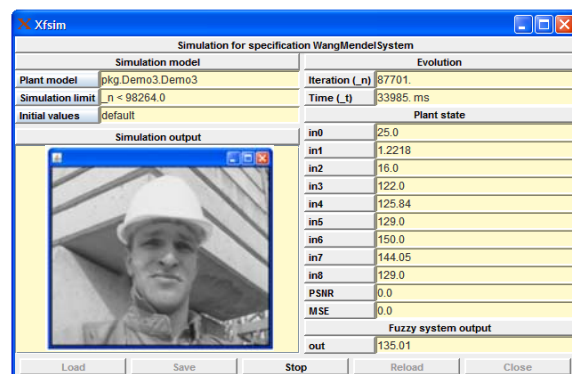 Xfsim
Simulation for specification WangMendelSystem
Simulation model
Plant model pkg.Demo3.Demo3
Simulation limit _n < 98264.0
Initial values default
Simulation output
Evolution
Iteration (_n) 87701.
Time (_t) 33985. ms
Plant state
in0 25.0
in1 1.2218
in2 16.0
in3 122.0
in4 125.84
in5 129.0
in6 150.0
in7 144.05
in8 129.0
PSNR 0.0
MSE 0.0
Fuzzy system output
out 135.01
Load Save Stop Reload Close